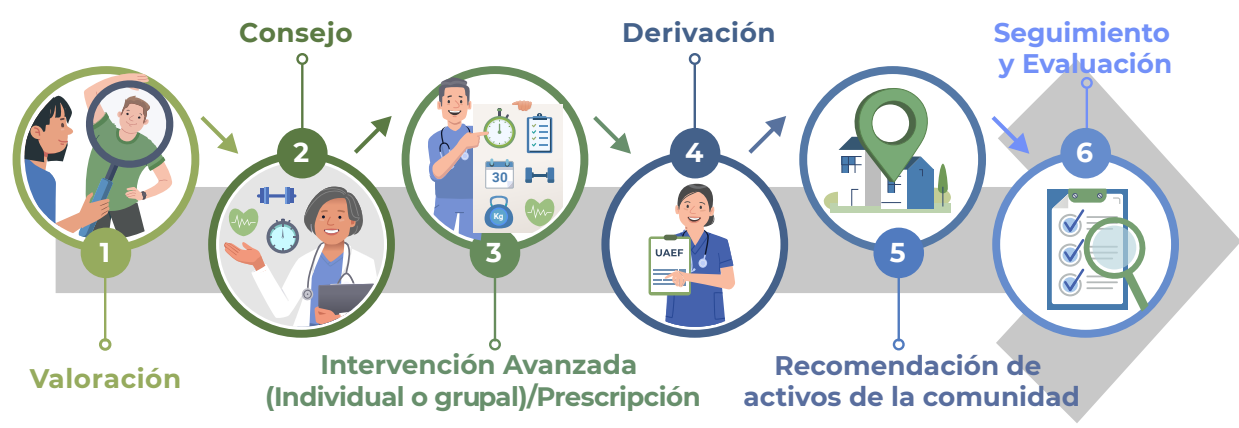 Consejo
Derivación
Seguimiento
y Evaluación
1
2
3
30
Kg
4
UAEF
5
6
Valoración
Intervención Avanzada
(Individual o grupal)/Prescripción
Recomendación de
activos de la comunidad